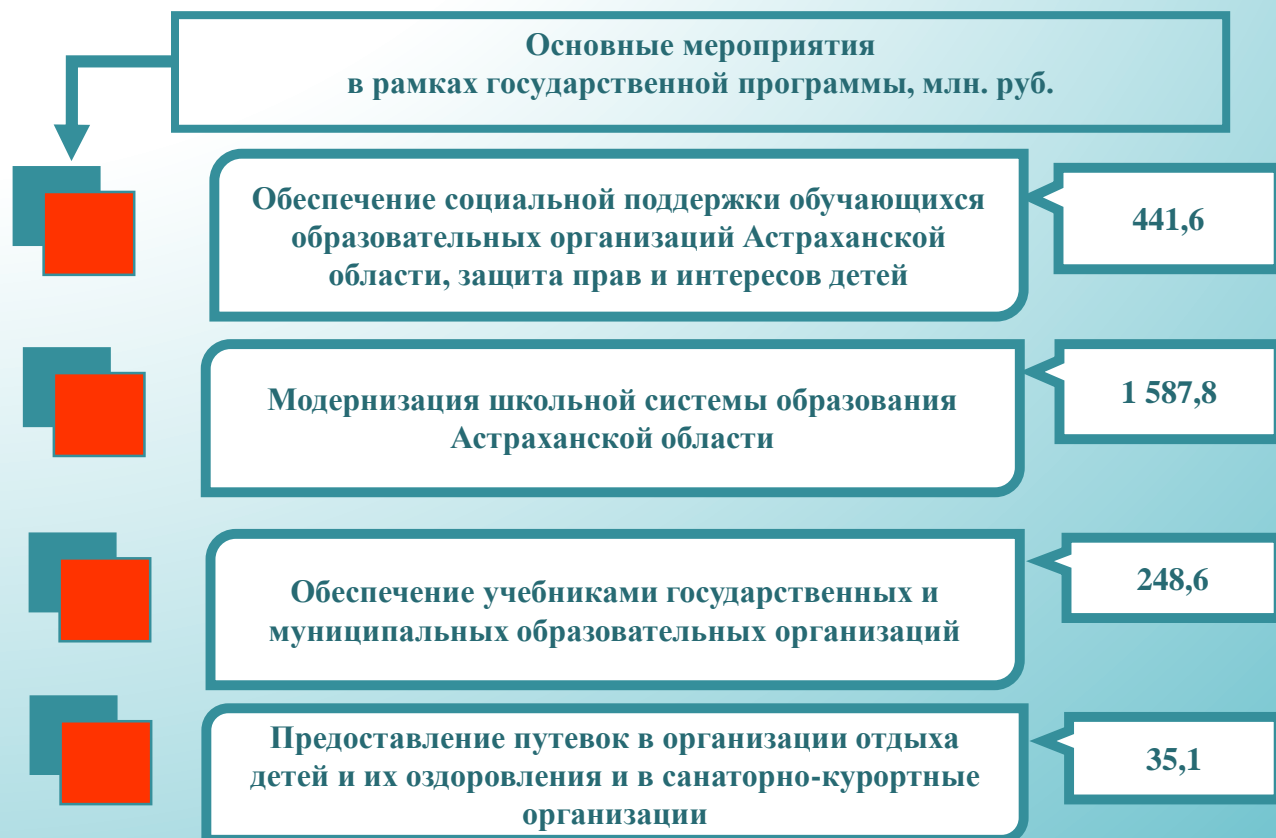 Основные мероприятия
в рамках государственной программы, млн. руб.
Обеспечение социальной поддержки обучающихся
образовательных организаций Астраханской
области, защита прав и интересов детей
441,6
Модернизация школьной системы образования
Астраханской области
1 587,8
Обеспечение учебниками государственных и
муниципальных образовательных организаций
248,6
Предоставление путевок в организации отдыха
детей и их оздоровления и в санаторно-курортные
организации
35,1